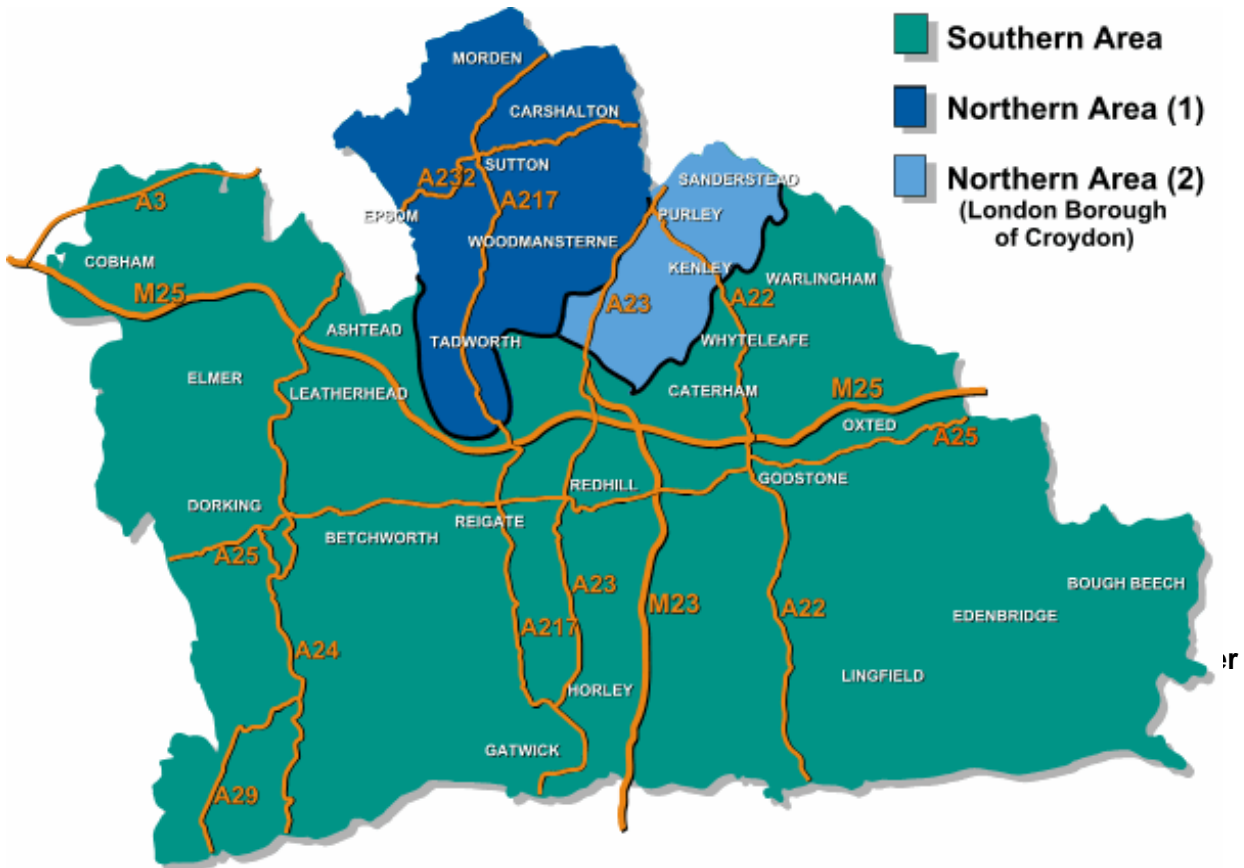 Southern Area
Northern Area (1)
Northern Area (2)
(London Borough
of Croydon)
MORDEN
CARSHALTON
SUTTON
A232
A217
EPSOM
WOODMANSTERNE
SANDERSTEAD
PURLEY
KENLEY
A3
COBHAM
M25
WARLINGHAM
A23
A22
ASHTEAD
TADWORTH
WHYTELEAFE
ELMER
LEATHERHEAD
CATERHAM
M25
OXTED
A25
REDHILL
GODSTONE
DORKING
REIGATE
BETCHWORTH
A25
A23
M23
A22
BOUGH BEECH
EDENBRIDGE
A217
A24
er
LINGFIELD
HORLEY
GATWICK
A29